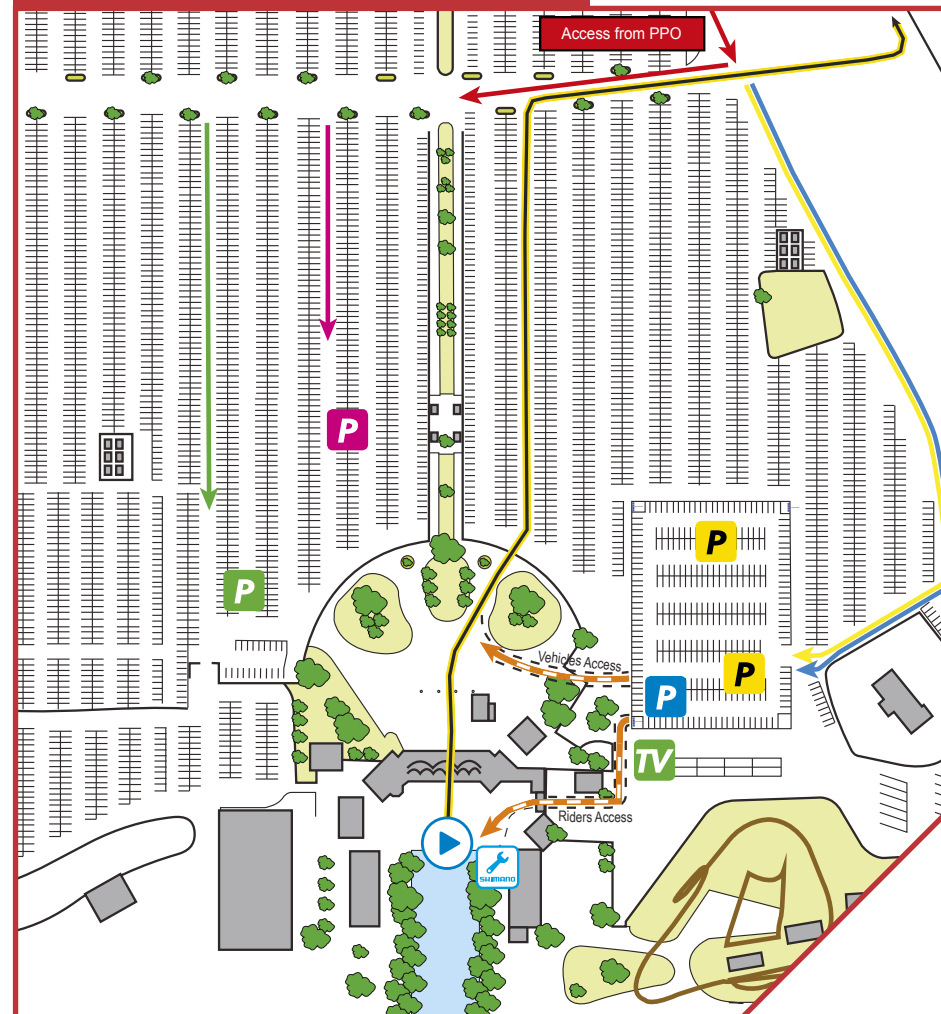 Access from PPO
P
P
P
Vehicles Access
P
P
TV
Riders Access
SHIMANO